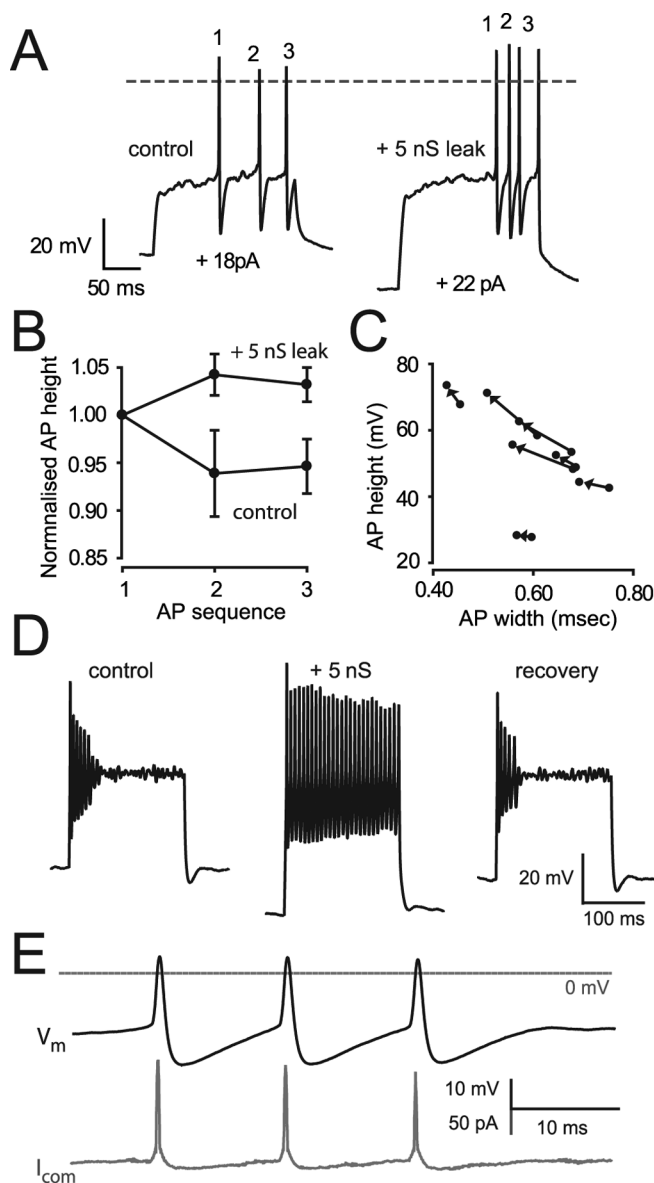 A
1
2
3
1
2
3
control
+ 5 nS leak
20 mV
50 ms
+ 18pA
+ 22 pA
B
Normnalised AP height
1.05
1.00
0.95
0.90
0.85
+ 5 nS leak
control
1
2
3
AP sequence
C
AP height (mV)
80
60
40
20
0.40
0.60
0.80
AP width (msec)
D
control
+ 5 nS
recovery
20 mV
100 ms
E
0 mV
Vm
10 mV
50 pA
10 ms
Icom